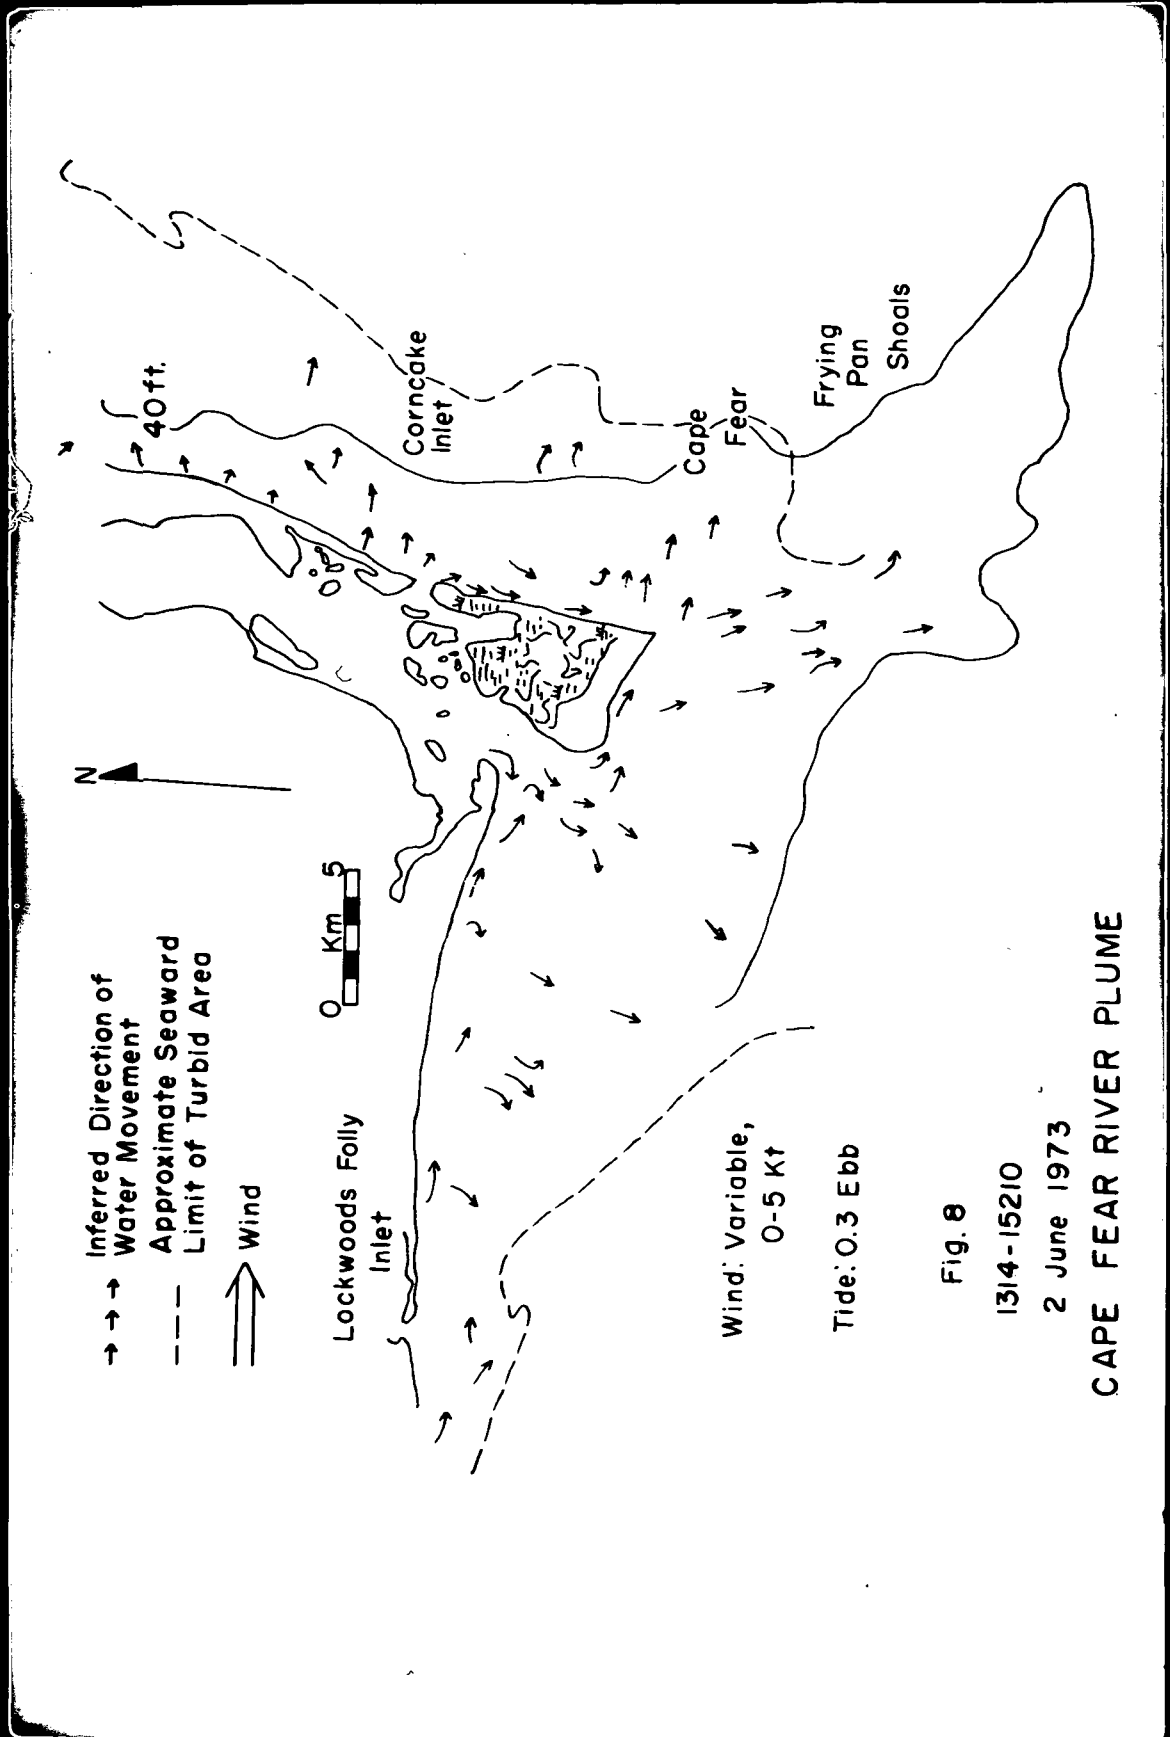 N
Inferred Direction of
Water Movement
Approximate Seaward
Limit of Turbid Area
Wind
0 Km 5
40 ft.
Lockwoods Folly
Inlet
Corncake
Inlet
Cape
Fear
Frying
Pan
Shoals
Wind: Variable,
0-5 Kt
Tide: 0.3 Ebb
Fig. 8
1314-15210
2 June 1973
CAPE FEAR RIVER PLUME